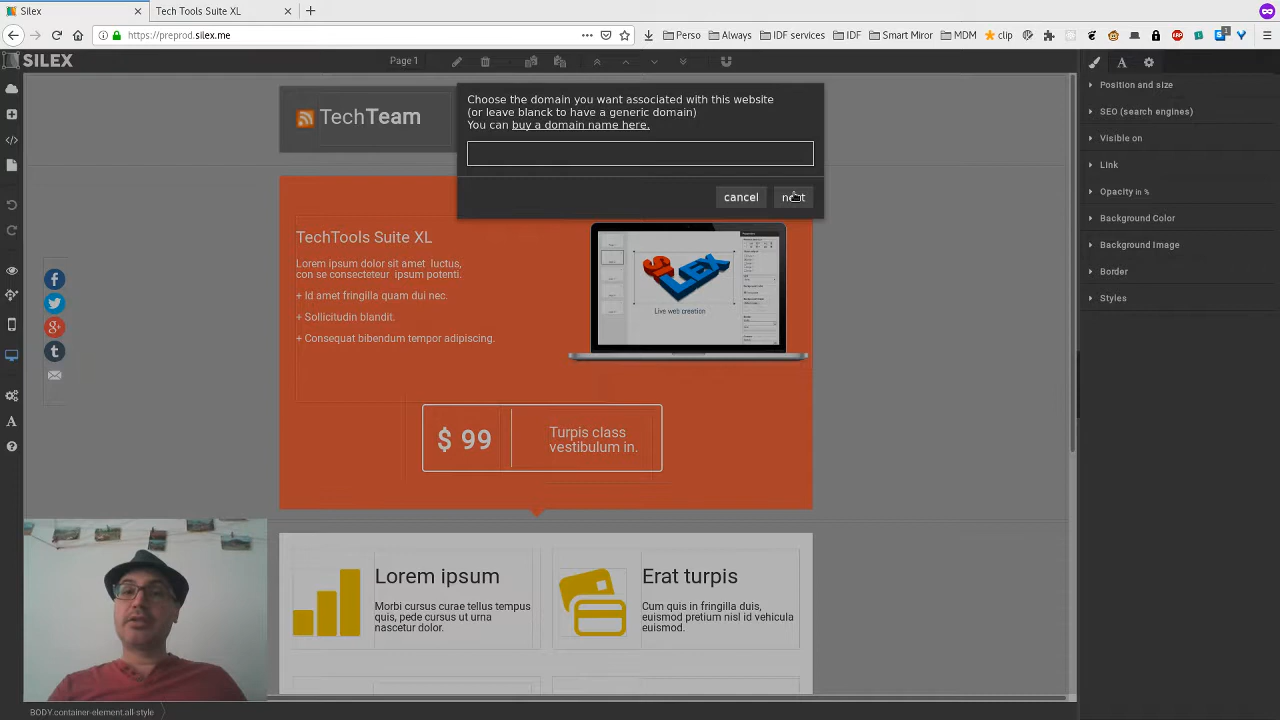 Silex
Tech Tools Suite XL
https://preprod.silex.me
Perso
Always
IDF services
IDF
Smart Miror
MDM
clip
SILEX
Page 1
TechTeam
Choose the domain you want associated with this website
(or leave blanck to have a generic domain)
You can buy a domain name here.
cancel
next
Position and size
SEO (search engines)
Visible on
Link
Opacity in %
Background Color
Background Image
Border
Styles
TechTools Suite XL
Lorem ipsum dolor sit amet luctus,
con se consecteteur ipsum potenti.
+ Id amet fringilla quam dui nec.
+ Sollicitudin blandit.
+ Consequat bibendum tempor adipiscing.
SILEX
Live web creation
$ 99
Turpis class
vestibulum in.
Lorem ipsum
Morbi cursus curae tellus tempus
quis, pede cursus ut urna
nascetur dolor.
Erat turpis
Cum quis in fringilla duis,
euismod pretium nisl id vehicula
euismod.
BODY.container-element.all-style